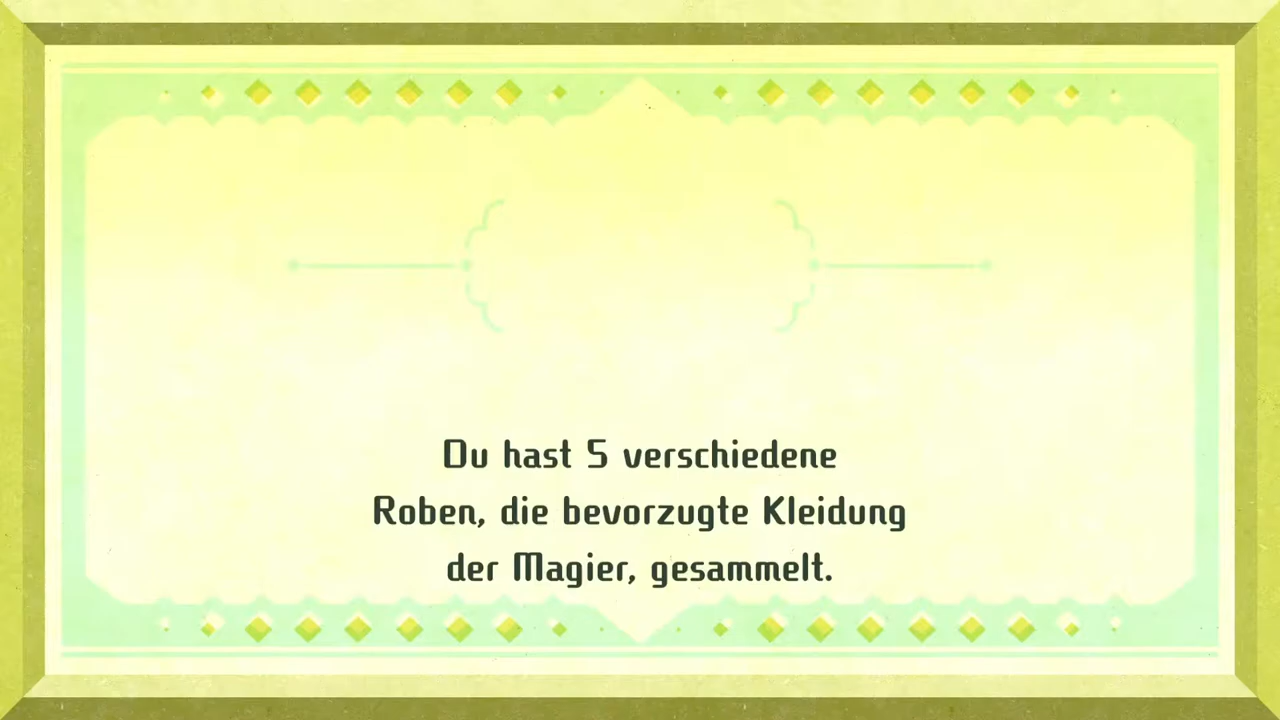 Du hast 5 verschiedene
Roben, die bevorzugte Kleidung
der Magier, gesammelt.